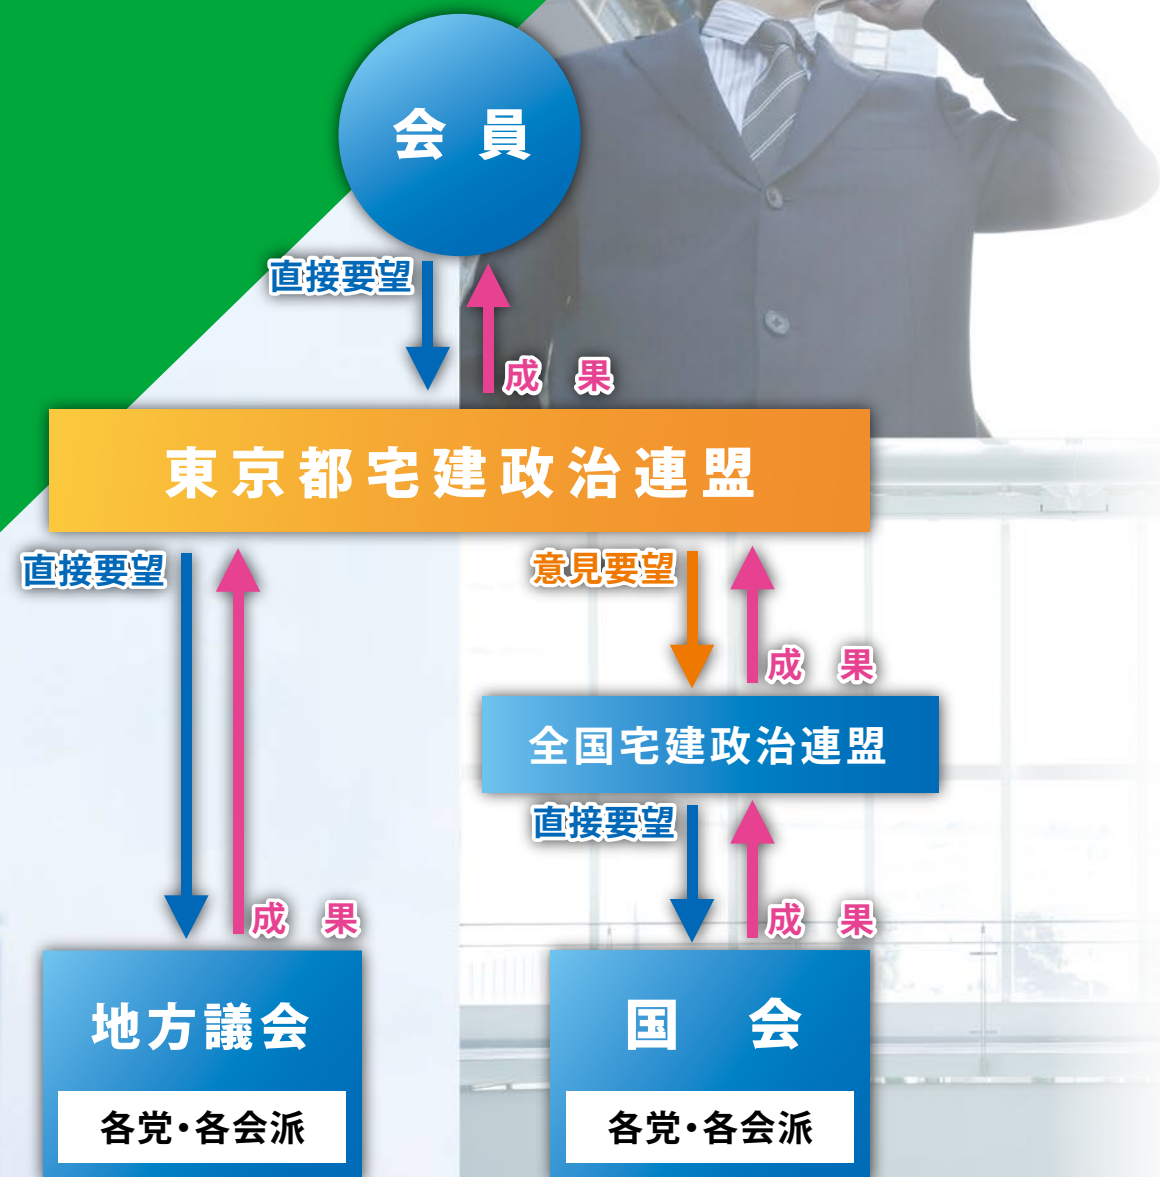 会員
直接要望
成果
東京都宅建政治連盟
直接要望
意見要望
成果
全国宅建政治連盟
直接要望
成果
成果
地方議会
国会
各党・各会派
各党・各会派